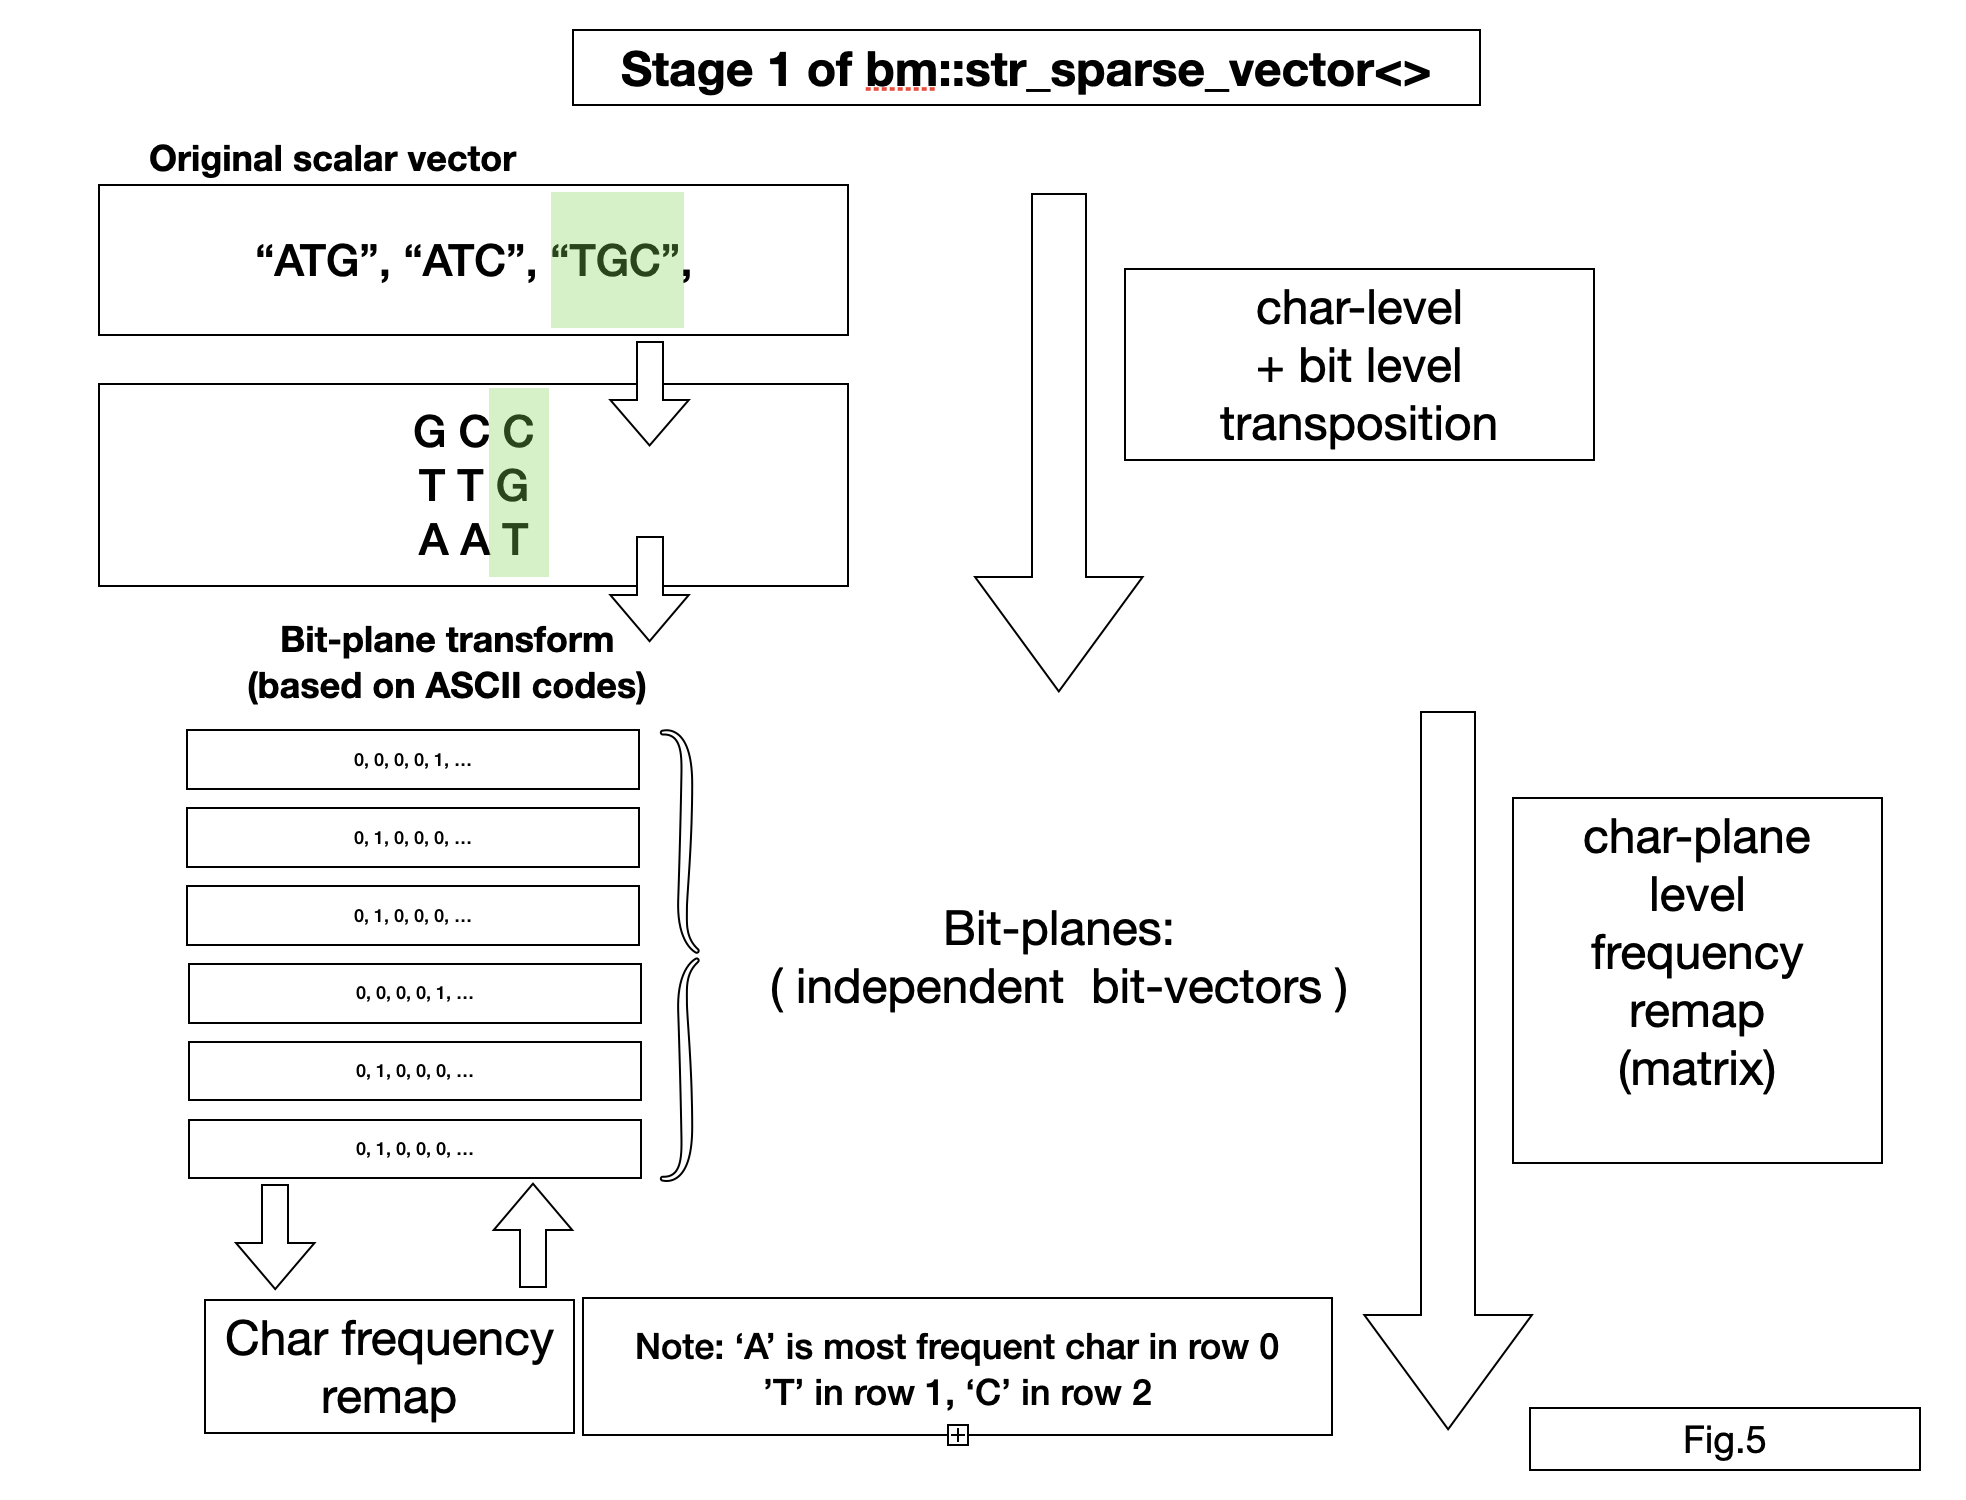 Stage 1 of bm::str_sparse_vector<>
Original scalar vector
“ATG”, “ATC”, “TGC”,
G C C
T T G
A A T
char-level
+ bit level
transposition
Bit-plane transform
(based on ASCII codes)
0, 0, 0, 0, 1, …
0, 1, 0, 0, 0, …
0, 1, 0, 0, 0, …
0, 0, 0, 0, 1, …
0, 1, 0, 0, 0, …
0, 1, 0, 0, 0, …
Bit-planes:
( independent bit-vectors )
char-plane
level
frequency
remap
(matrix)
Char frequency
remap
Note: ‘A’ is most frequent char in row 0
’T’ in row 1, ‘C’ in row 2
Fig.5